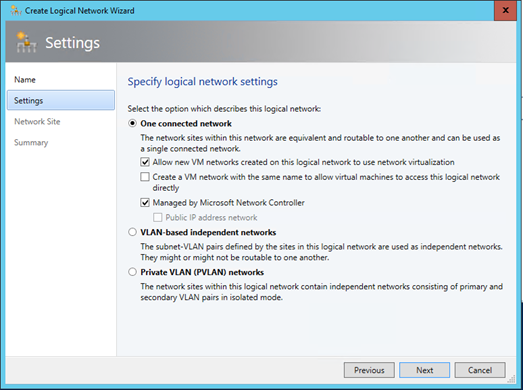 Create Logical Network Wizard
x
Settings
Name
Settings
Network Site
Summary
Specify logical network settings
Select the option which describes this logical network:
One connected network
The network sites within this network are equivalent and routable to one another and can be used as
a single connected network.
Allow new VM networks created on this logical network to use network virtualization
Create a VM network with the same name to allow virtual machines to access this logical network
directly
Managed by Microsoft Network Controller
Public IP address network
VLAN-based independent networks
The subnet-VLAN pairs defined by the sites in this logical network are used as independent networks.
They might or might not be routable to one another.
Private VLAN (PVLAN) networks
The network sites within this logical network contain independent networks consisting of primary and
secondary VLAN pairs in isolated mode.
Previous
Next
Cancel